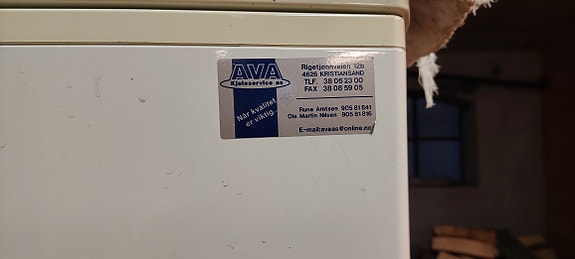 AVA
Kjøleservice as
Når kvalitet
er viktig...
Rigetjønnveien 12b
4626 KRISTIANSAND
TLF. 38 05 23 00
FAX 38 08 59 05
Rune Arntsen 905 81 841
Ole Martin Nilsen 905 81 816
E-mail:avaas@online.no